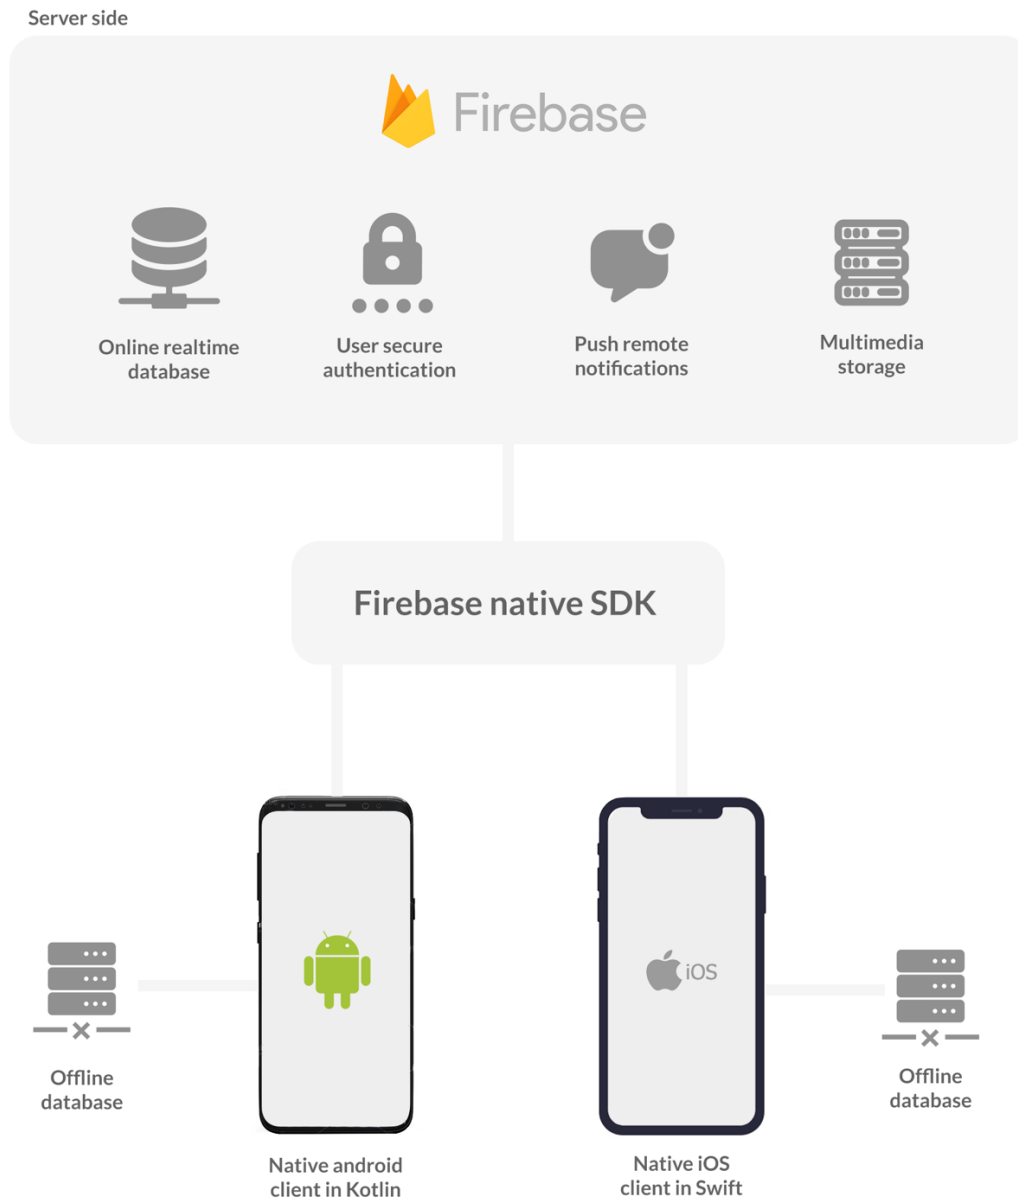 Server side
Firebase
Online realtime
database
User secure
authentication
Push remote
notifications
Multimedia
storage
Firebase native SDK
iOS
Offline
database
Offline
database
Native android
client in Kotlin
Native iOS
client in Swift